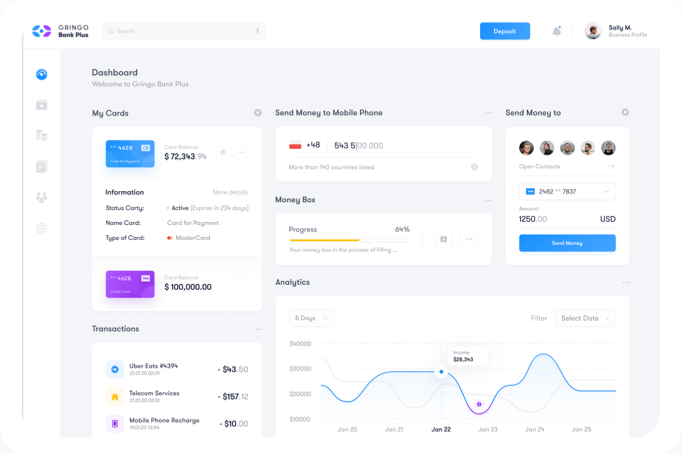 GRINGO
Bank Plus
Search
Deposit
Sally M.
Business Profile
Dashboard
Welcome to Gringo Bank Plus
My Cards
4628
Card for Payment
Card Balance
$ 72,343.94
Information
More details
Status Carty:
Active (Expires in 234 days)
Name Card:
Card for Payment
Type of Card:
MasterCard
4628
Credit Card
Card Balance
$ 100,000.00
Transactions
Uber Eats #4394
21.01.20 02:01
- $43.50
Telecom Services
21.01.20 02:01
- $157.12
Mobile Phone Recharge
- $10.00
Send Money to Mobile Phone
+48
543 5|00 000
More than 140 countries listed
Money Box
Progress
64%
Your money box in the process of filling ...
Send Money to
Open Contacts
2482 ** 7837
Amount
1250.00
USD
Send Money
Analytics
5 Days
Filter
Select Date
$40000
$30000
$20000
$10000
Income
$28,343
Jan 20
Jan 21
Jan 22
Jan 23
Jan 24
Jan 25